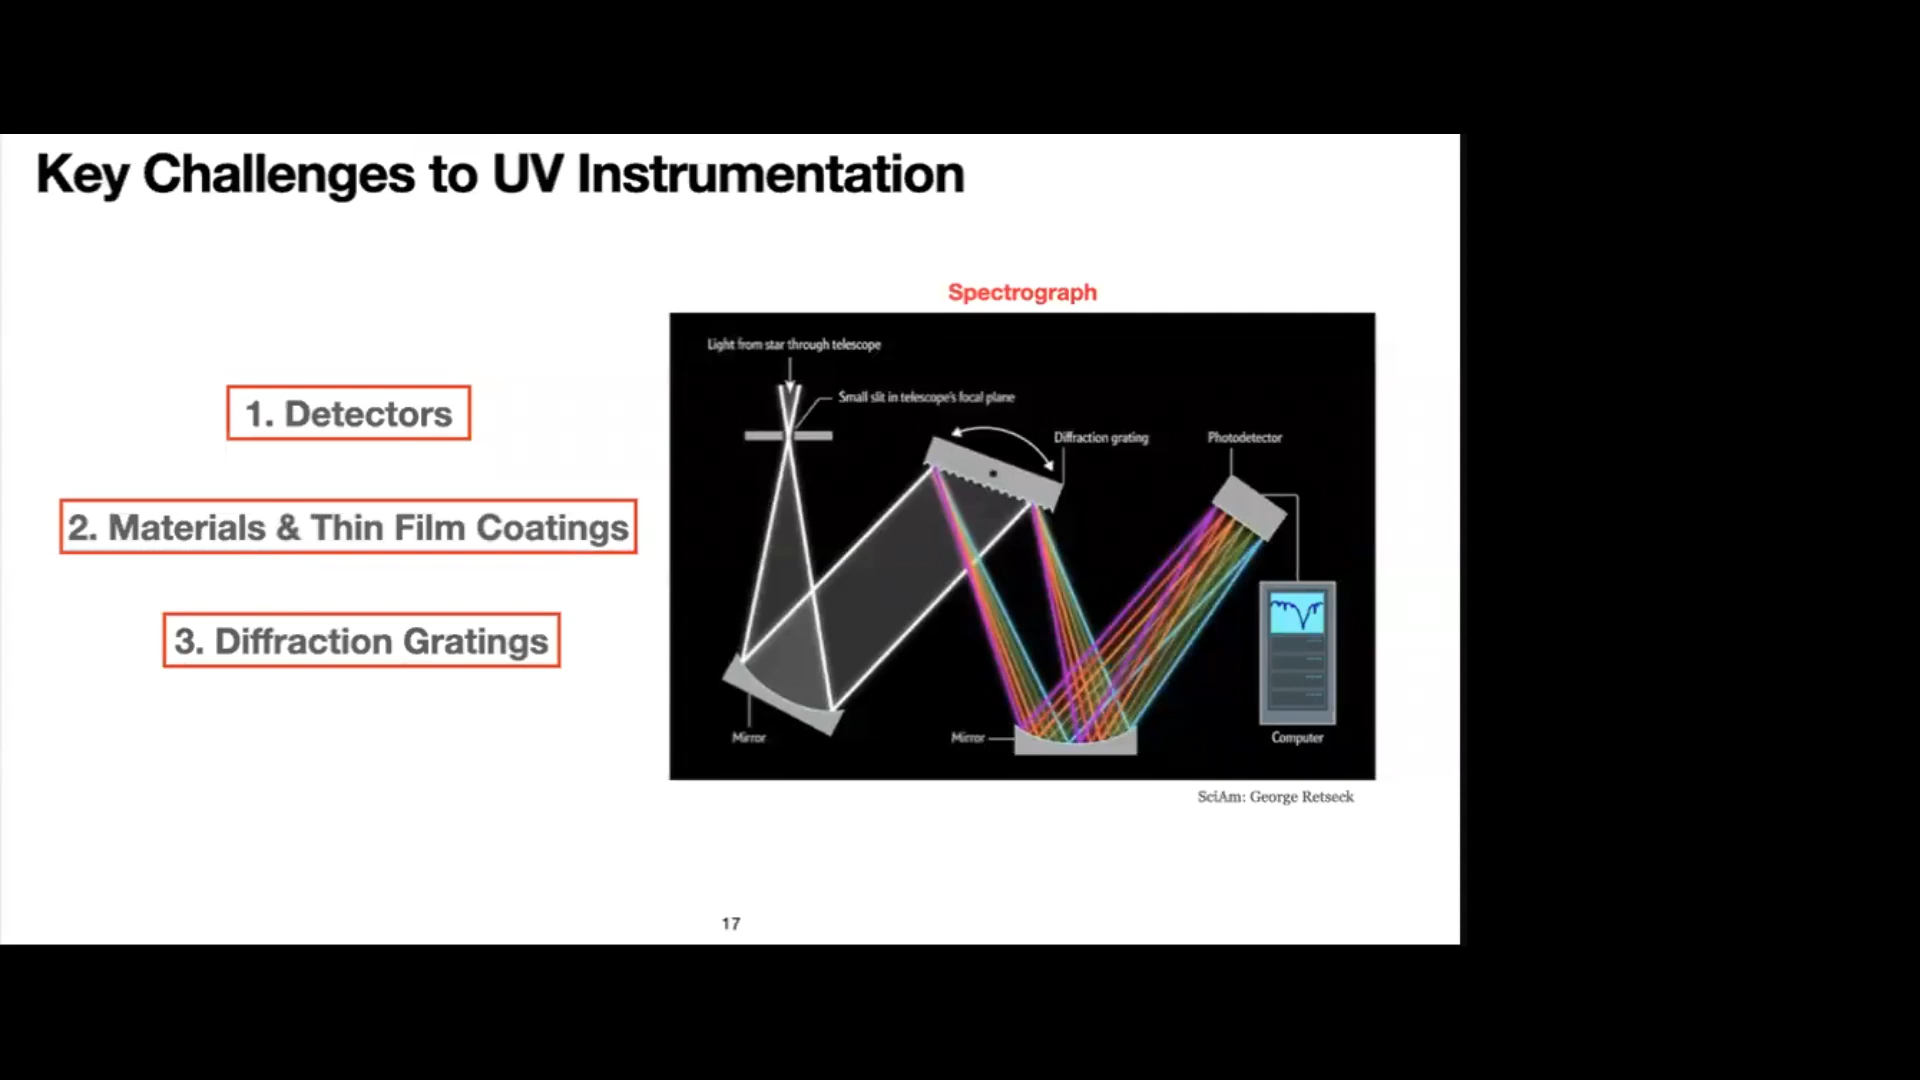 Key Challenges to UV Instrumentation
Spectrograph
Light from star through telescope
Small slit in telescope's focal plane
Diffraction grating
Photodetector
1. Detectors
2. Materials & Thin Film Coatings
3. Diffraction Gratings
Mirror
Mirror
Computer
SciAm: George Retseck
17